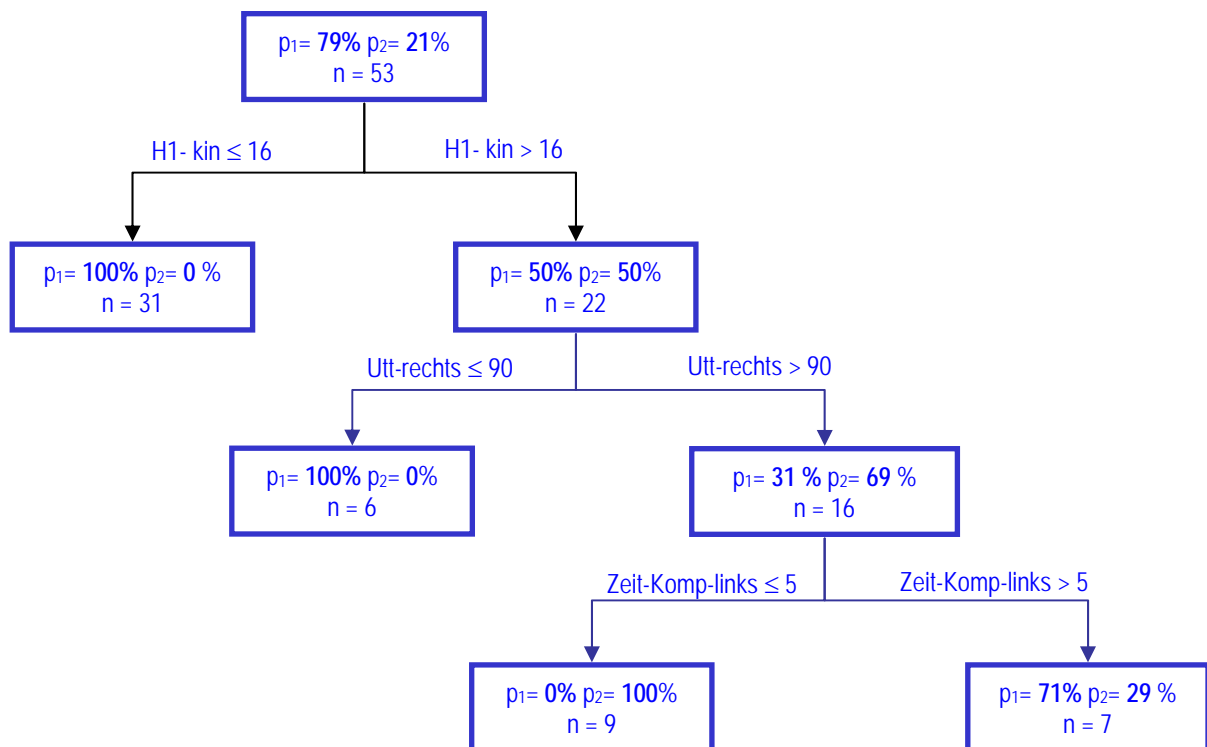 p₁= 79% p₂= 21%
n = 53
H1- kin ≤ 16
H1- kin > 16
p₁= 100% p₂= 0 %
n = 31
p₁= 50% p₂= 50%
n = 22
Utt-rechts ≤ 90
Utt-rechts > 90
p₁= 100% p₂= 0%
n = 6
p₁= 31 % p₂= 69 %
n = 16
Zeit-Komp-links ≤ 5
Zeit-Komp-links > 5
p₁= 0% p₂= 100%
n = 9
p₁= 71% p₂= 29 %
n = 7